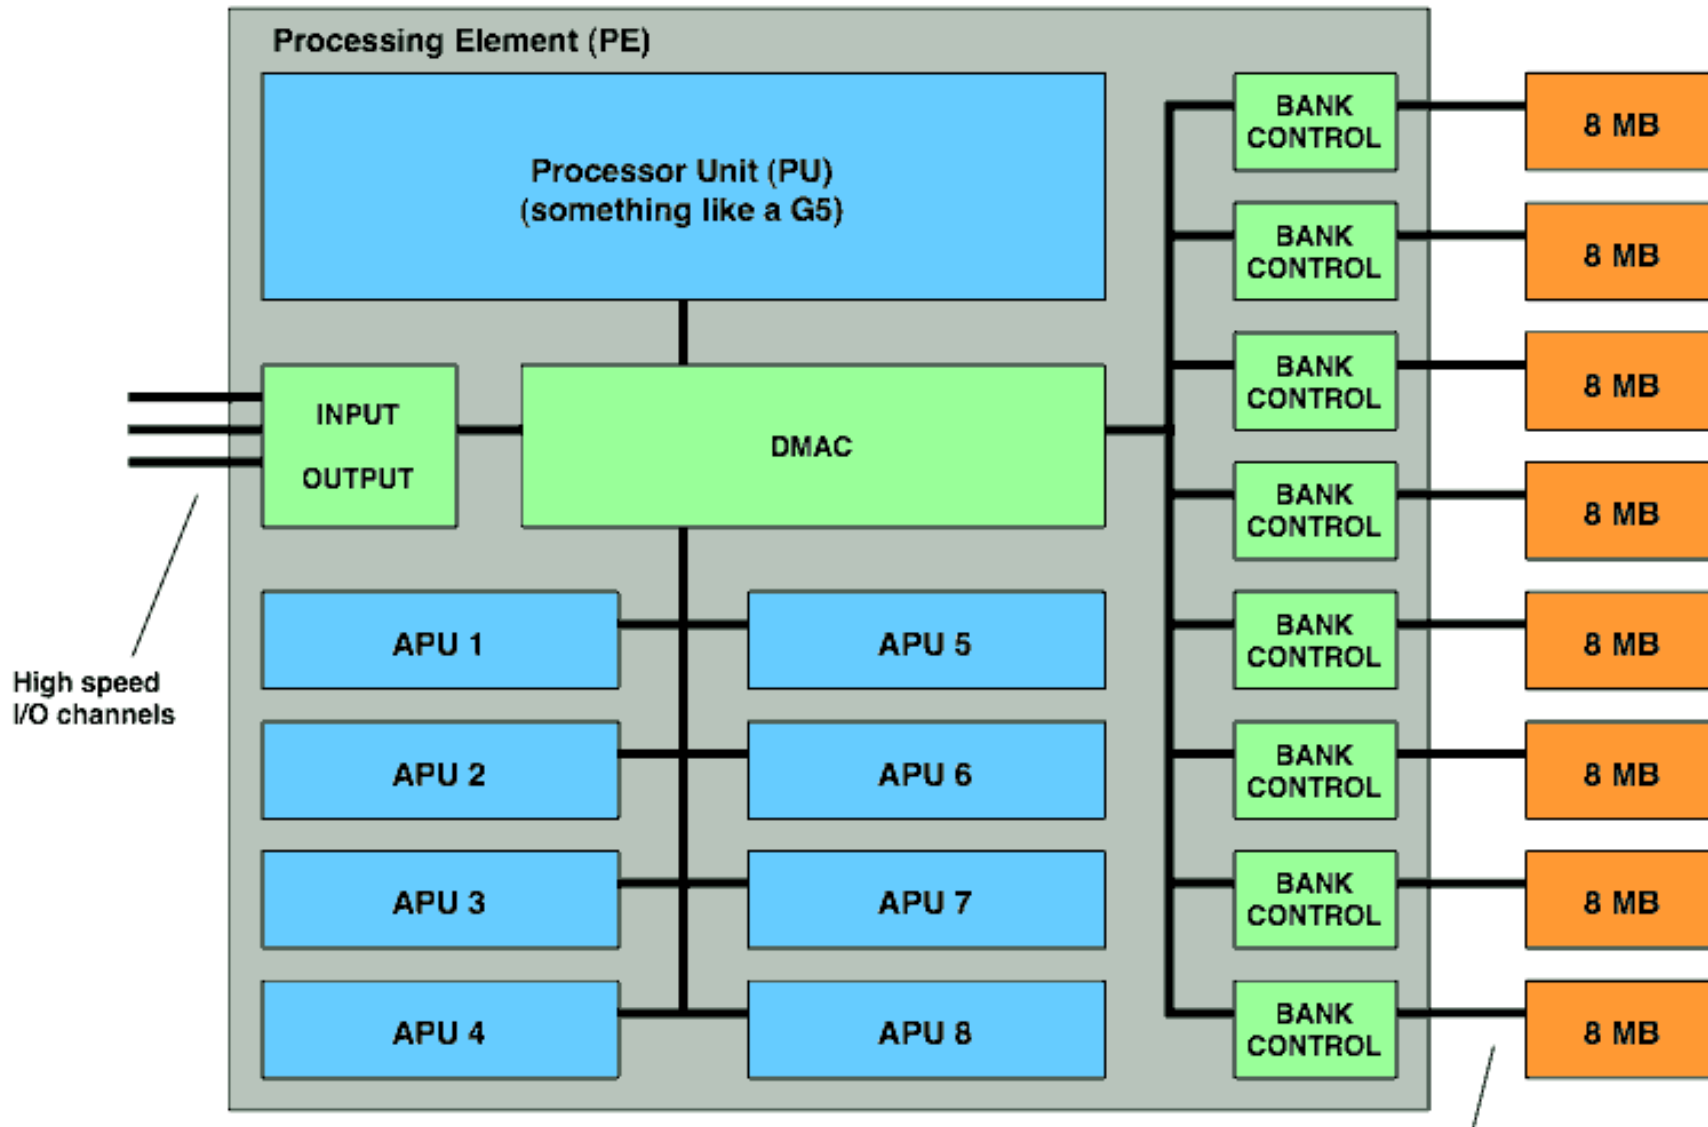 Processing Element (PE)
Processor Unit (PU)
(something like a G5)
INPUT
OUTPUT
DMAC
High speed
I/O channels
APU 1
APU 5
APU 2
APU 6
APU 3
APU 7
APU 4
APU 8
BANK
CONTROL
8 MB
BANK
CONTROL
8 MB
BANK
CONTROL
8 MB
BANK
CONTROL
8 MB
BANK
CONTROL
8 MB
BANK
CONTROL
8 MB
BANK
CONTROL
8 MB
BANK
CONTROL
8 MB